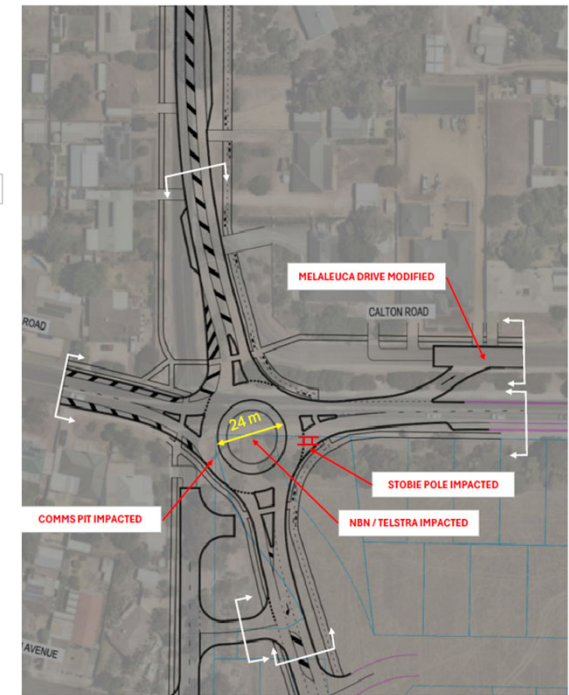 MELALEUCA DRIVE MODIFIED
CALTON ROAD
ROAD
24 m
STOBIE POLE IMPACTED
COMMS PIT IMPACTED
NBN / TELSTRA IMPACTED
AVENUE